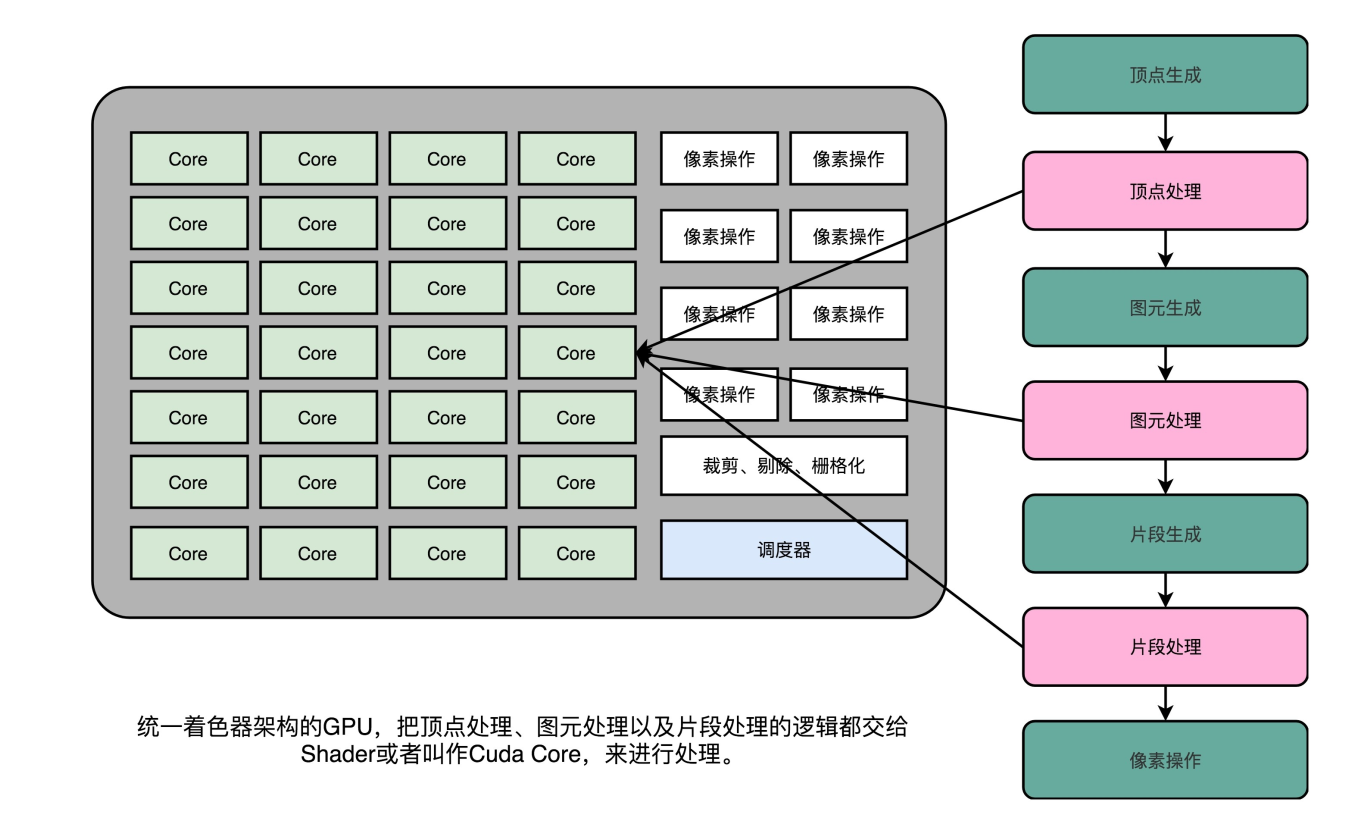 Core Core Core Core 像素操作 像素操作
Core Core Core Core 像素操作 像素操作
Core Core Core Core 像素操作 像素操作
Core Core Core Core 像素操作 像素操作
Core Core Core Core 裁剪、剔除、栅格化
Core Core Core Core 调度器
Core Core Core Core
顶点生成
顶点处理
图元生成
图元处理
片段生成
片段处理
像素操作
统一着色器架构的GPU，把顶点处理、图元处理以及片段处理的逻辑都交给
Shader或者叫作Cuda Core，来进行处理。